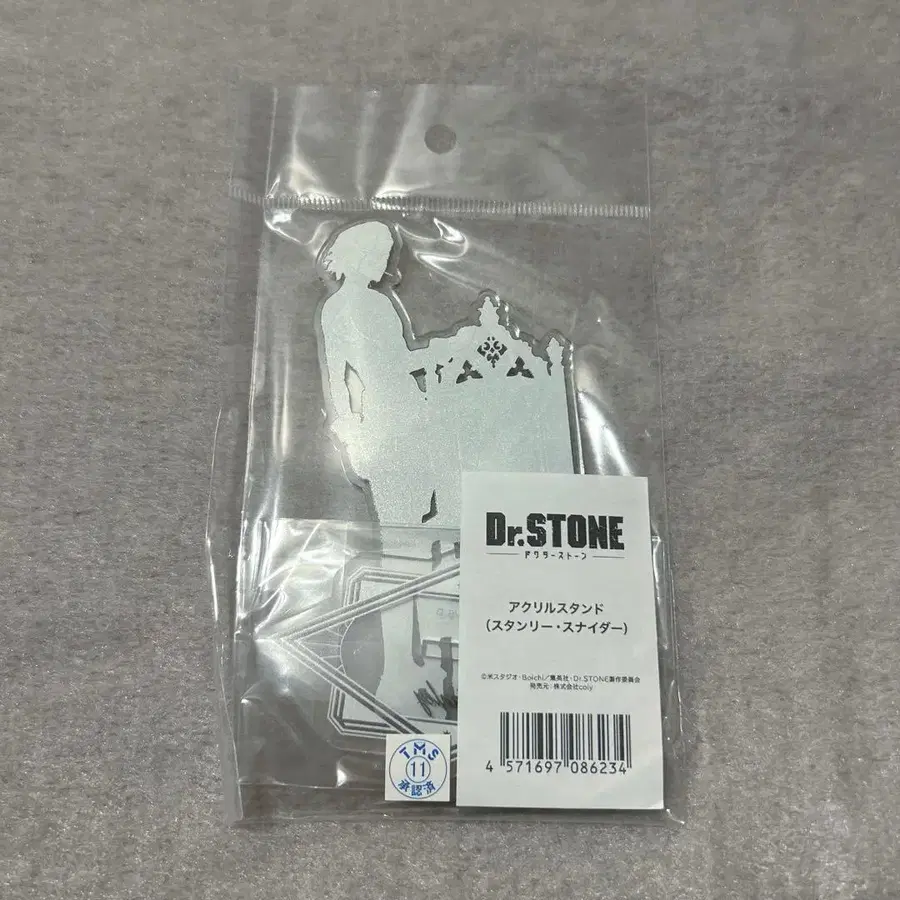 Dr.STONE
ドクターストーン
アクリルスタンド
(スタンリー・スナイダー)
©米スタジオ・Boichi/集英社・Dr.STONE製作委員会
発売元:株式会社coly
4 571697 086234
TMS
11
承認済